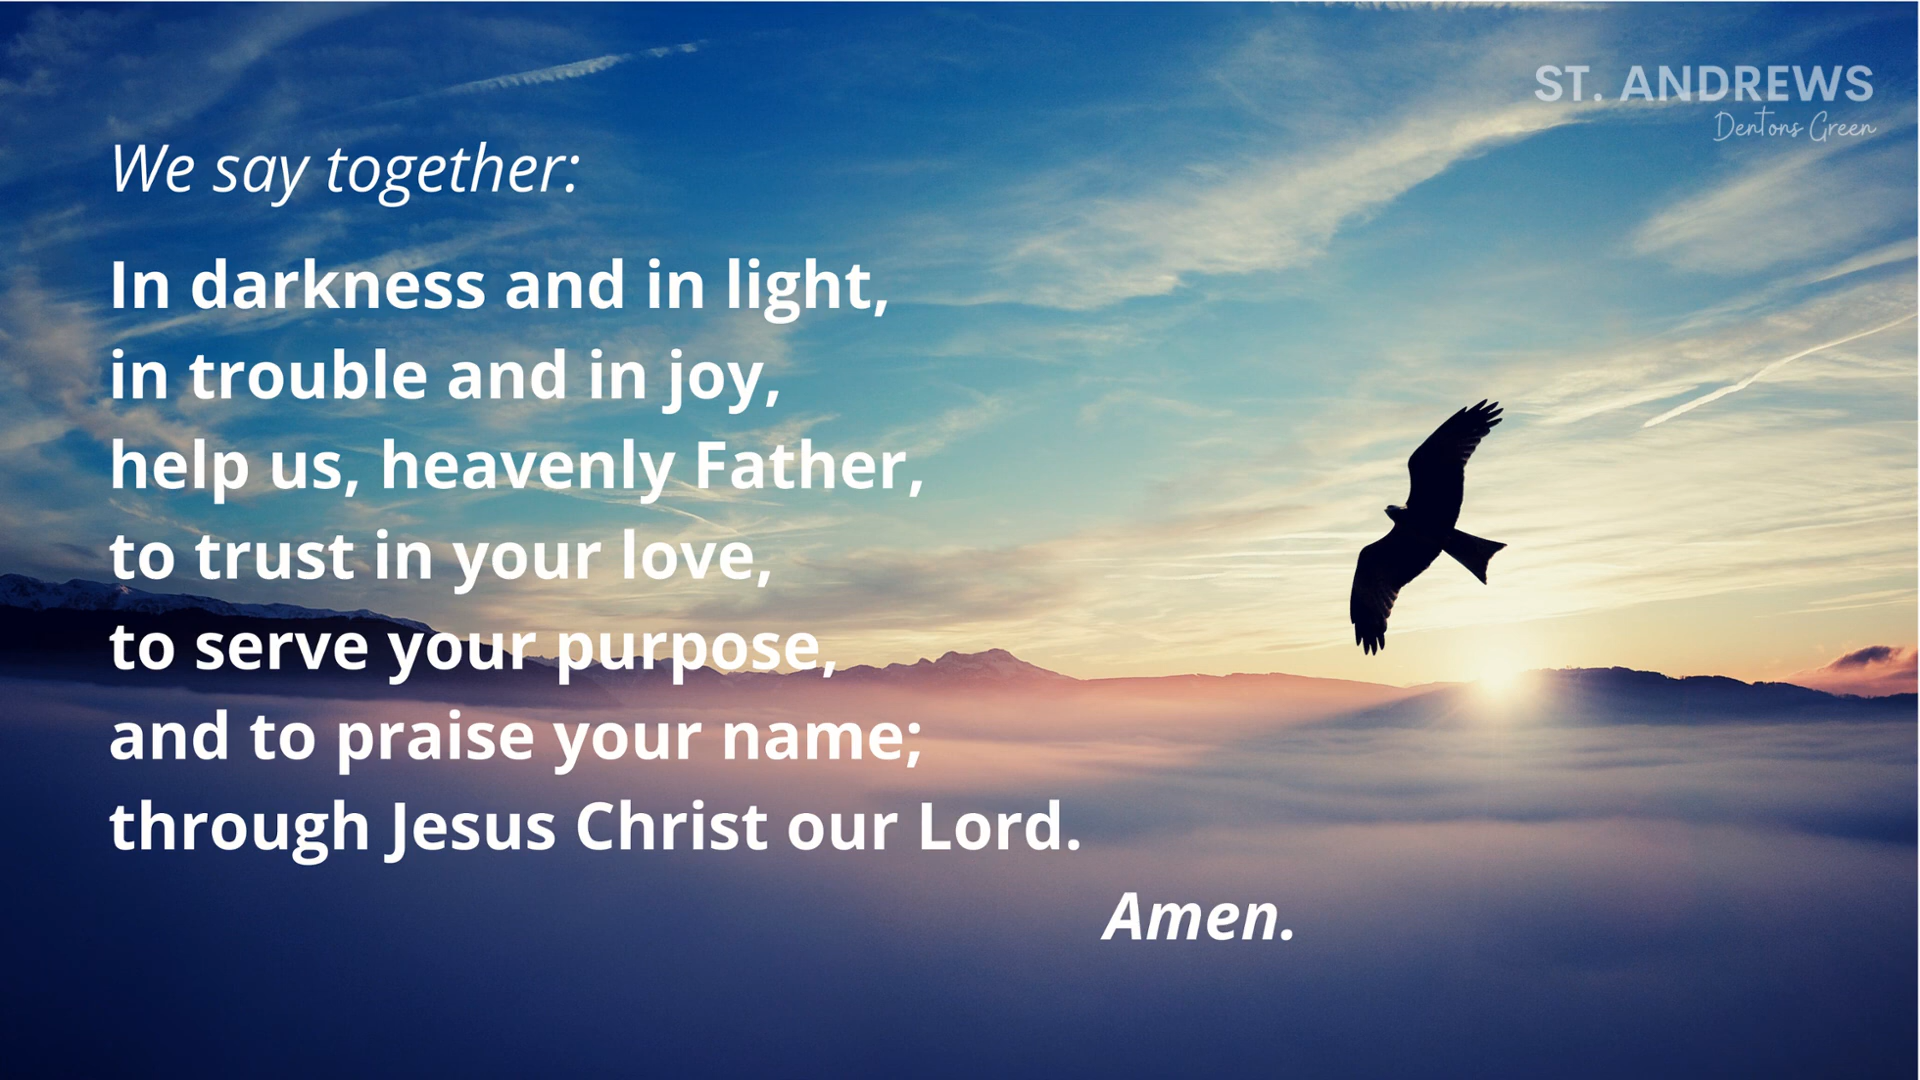 ST. ANDREWS
Dentons Green
We say together:
In darkness and in light,
in trouble and in joy,
help us, heavenly Father,
to trust in your love,
to serve your purpose,
and to praise your name;
through Jesus Christ our Lord.
Amen.